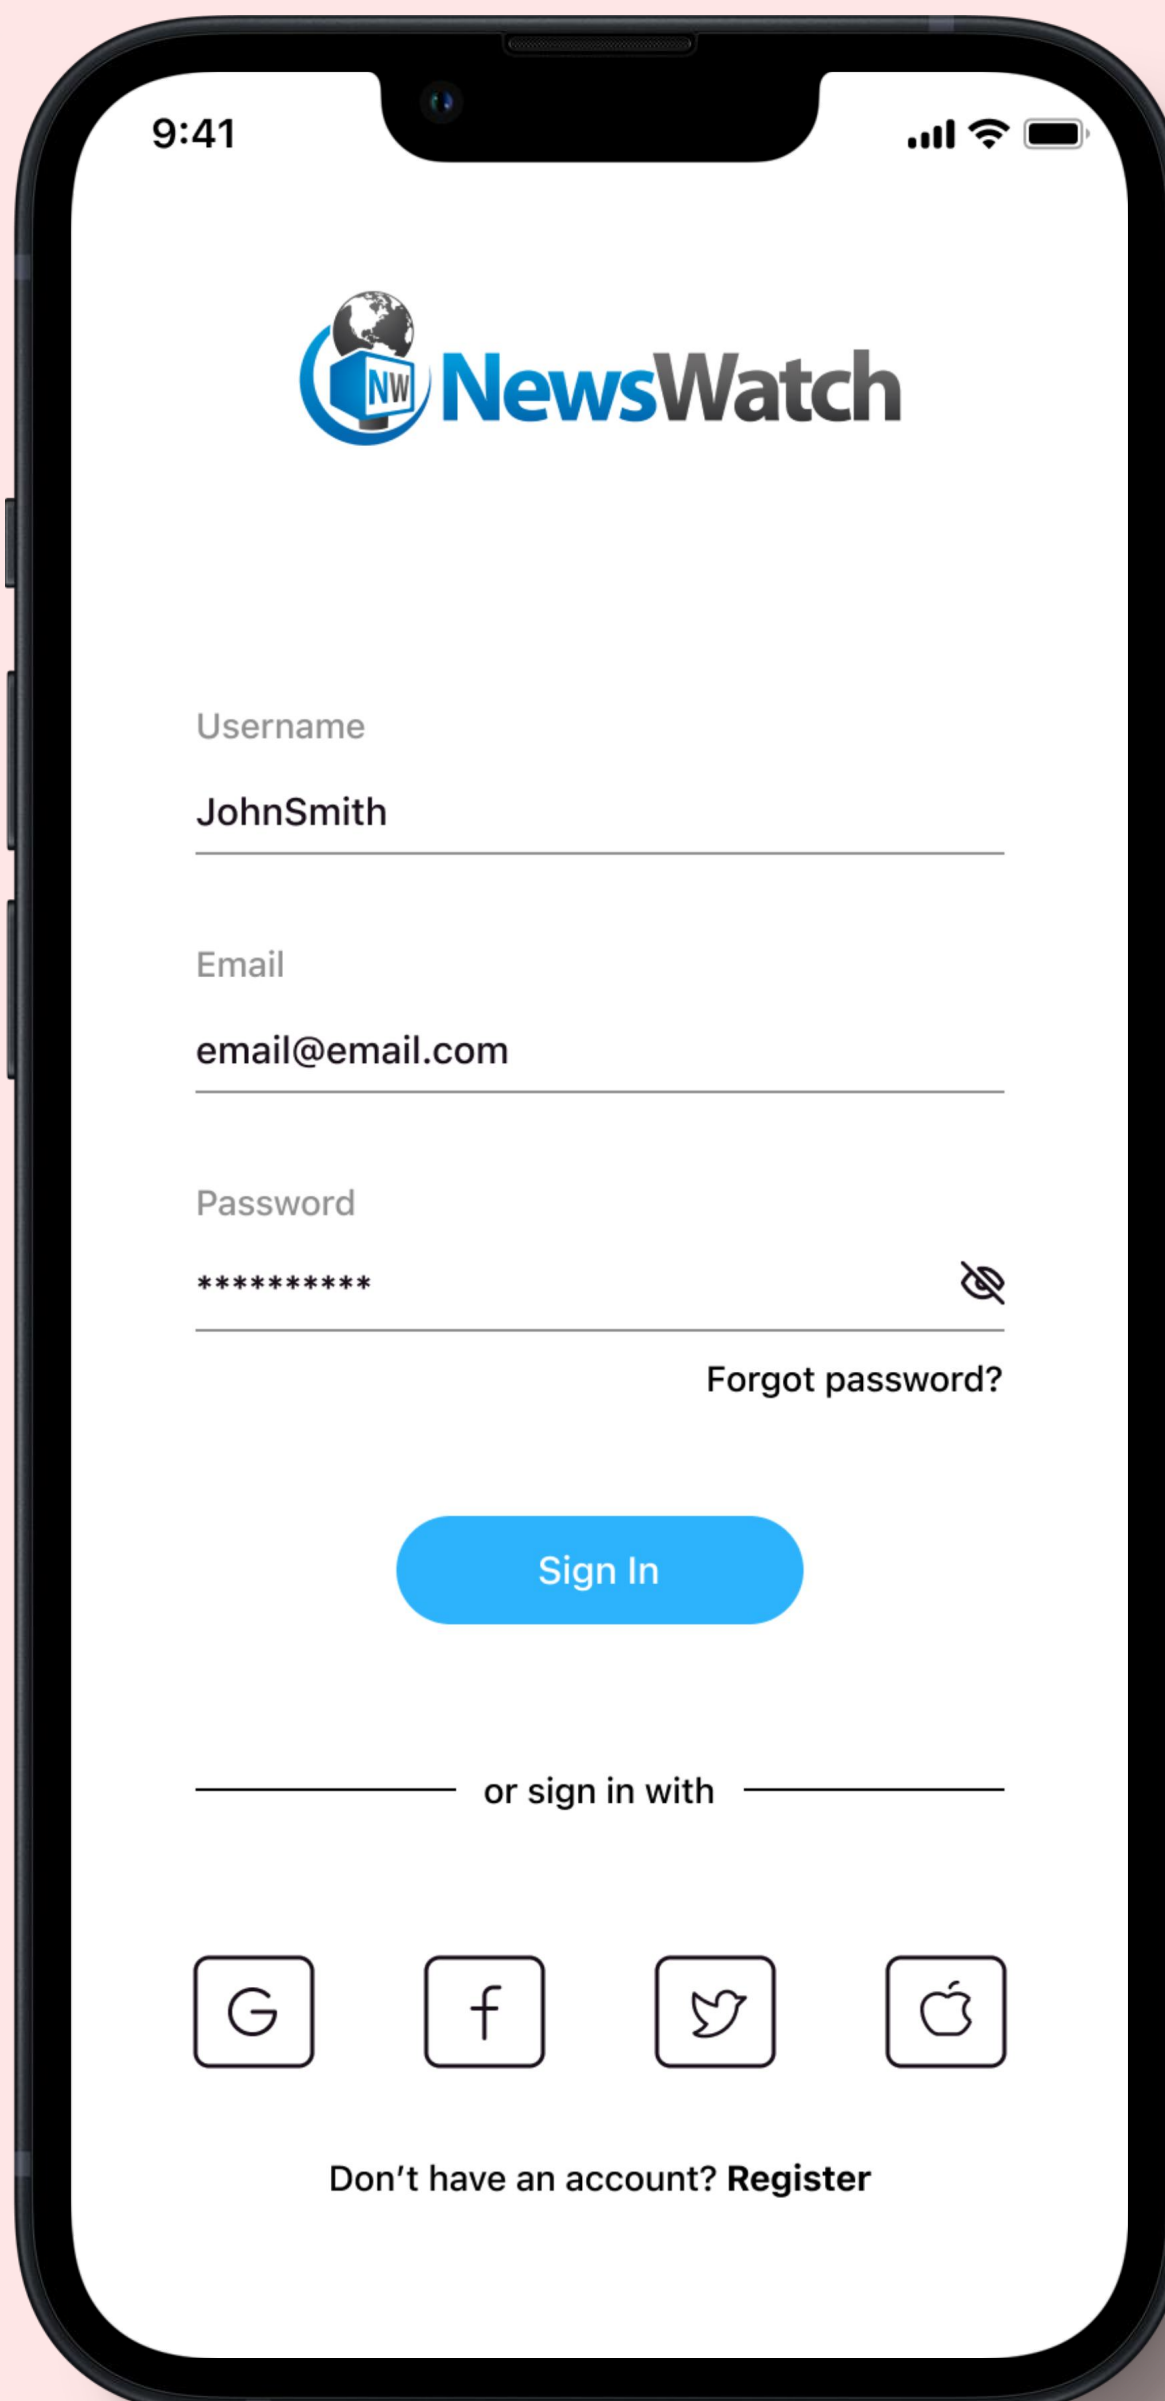 9:41
NW NewsWatch
Username
JohnSmith
Email
email@email.com
Password
**********
Forgot password?
Sign In
or sign in with
G f
Don't have an account? Register